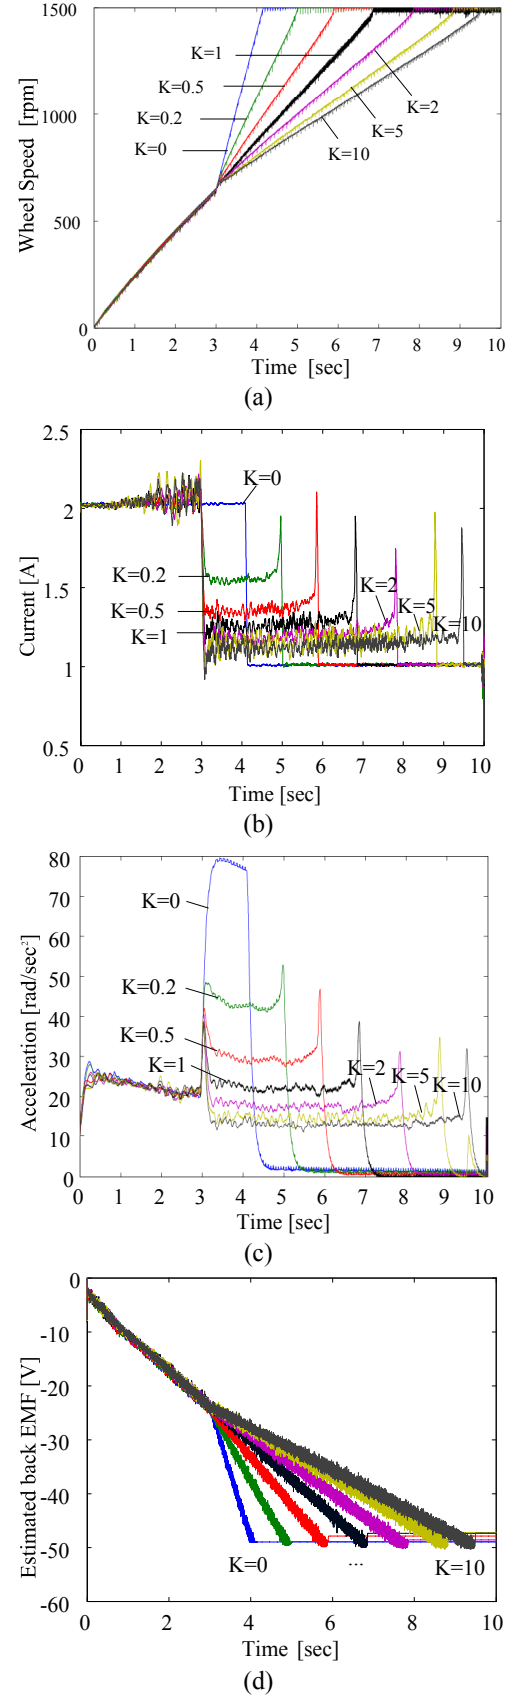 1500
1000
500
0
Wheel Speed [rpm]
K=1
K=0.5
K=0.2
K=0
K=2
K=5
K=10
0 1 2 3 4 5 6 7 8 9 10
Time [sec]
(a)
2.5
2
1.5
1
0.5
Current [A]
K=0
K=0.2
K=0.5
K=1
K=2
K=5
K=10
0 1 2 3 4 5 6 7 8 9 10
Time [sec]
(b)
80
70
60
50
40
30
20
10
0
Acceleration [rad/sec²]
K=0
K=0.2
K=0.5
K=1
K=2
K=5
K=10
0 1 2 3 4 5 6 7 8 9 10
Time [sec]
(c)
0
-10
-20
-30
-40
-50
-60
Estimated back EMF [V]
K=0 ... K=10
0 2 4 6 8 10
Time [sec]
(d)